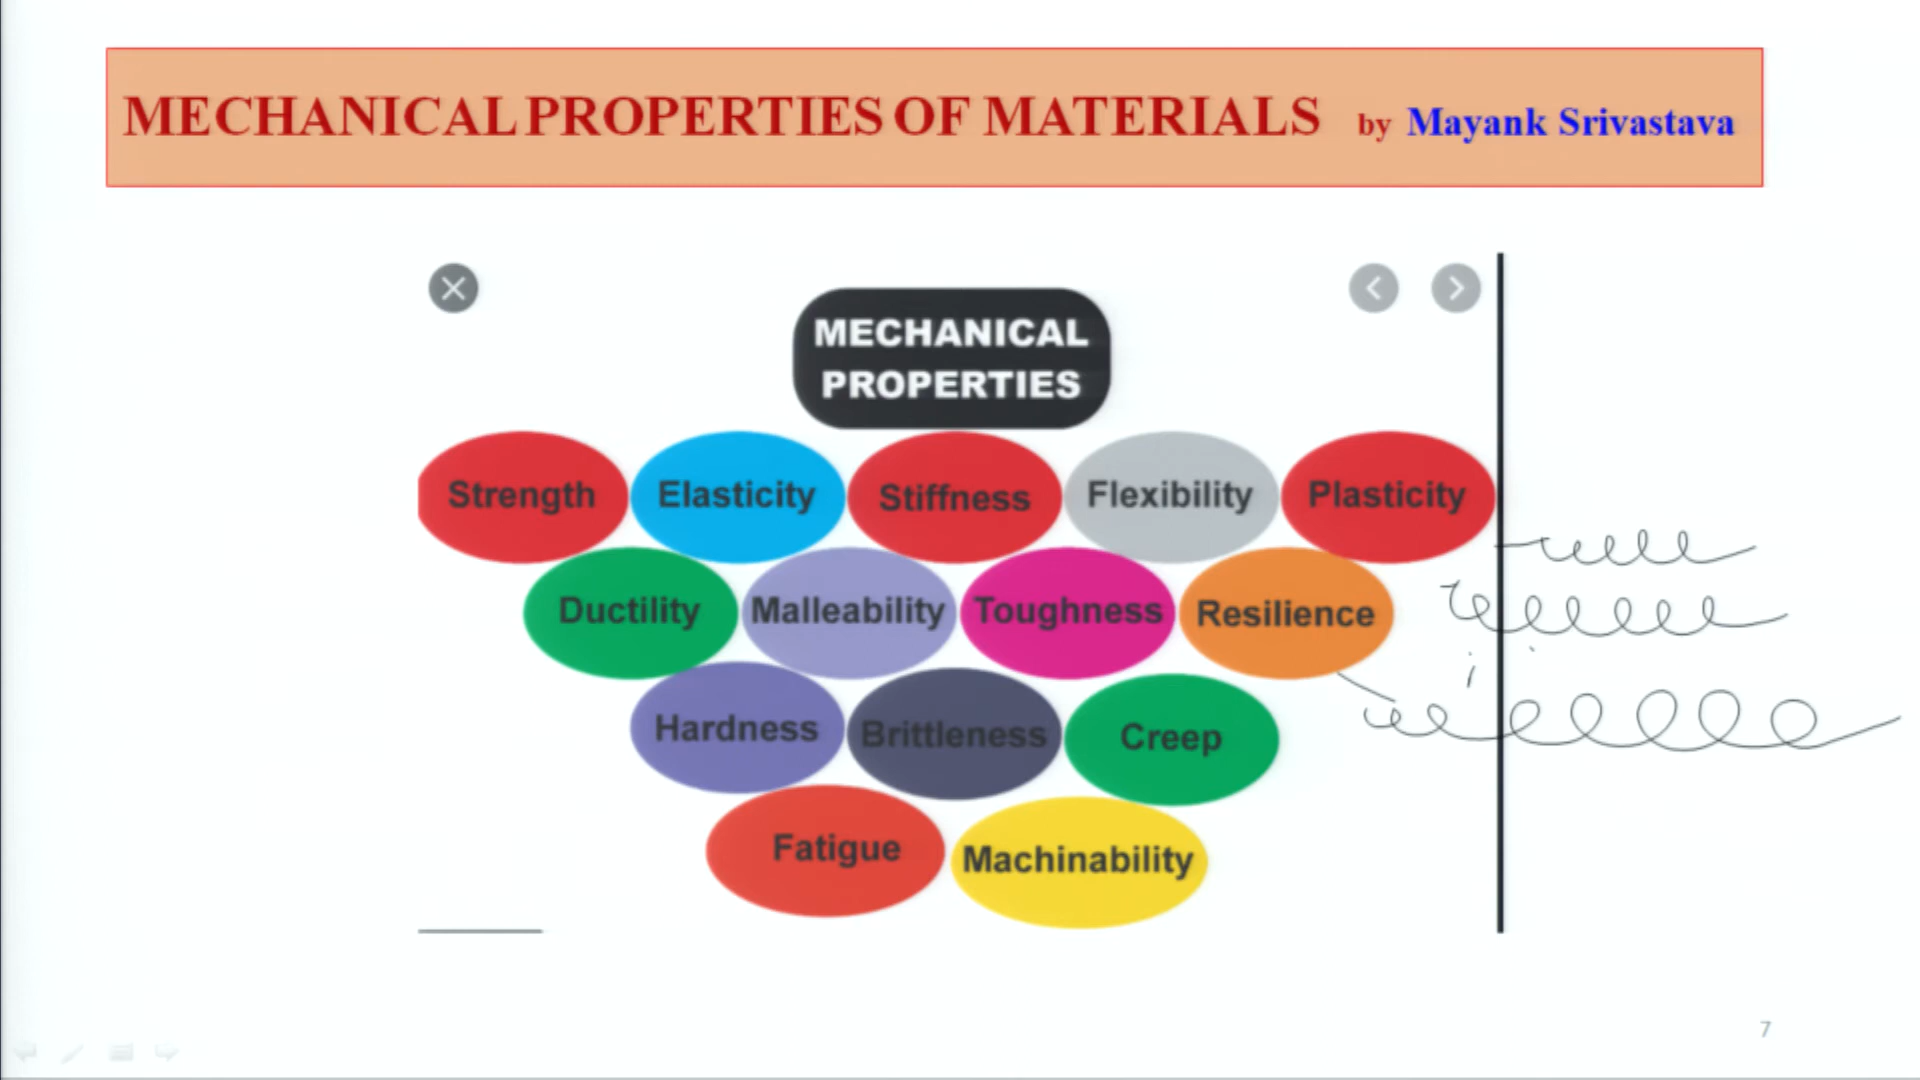 MECHANICAL PROPERTIES OF MATERIALS by Mayank Srivastava
MECHANICAL
PROPERTIES
Strength Elasticity Stiffness Flexibility Plasticity
Ductility Malleability Toughness Resilience
Hardness Brittleness Creep
Fatigue Machinability
7